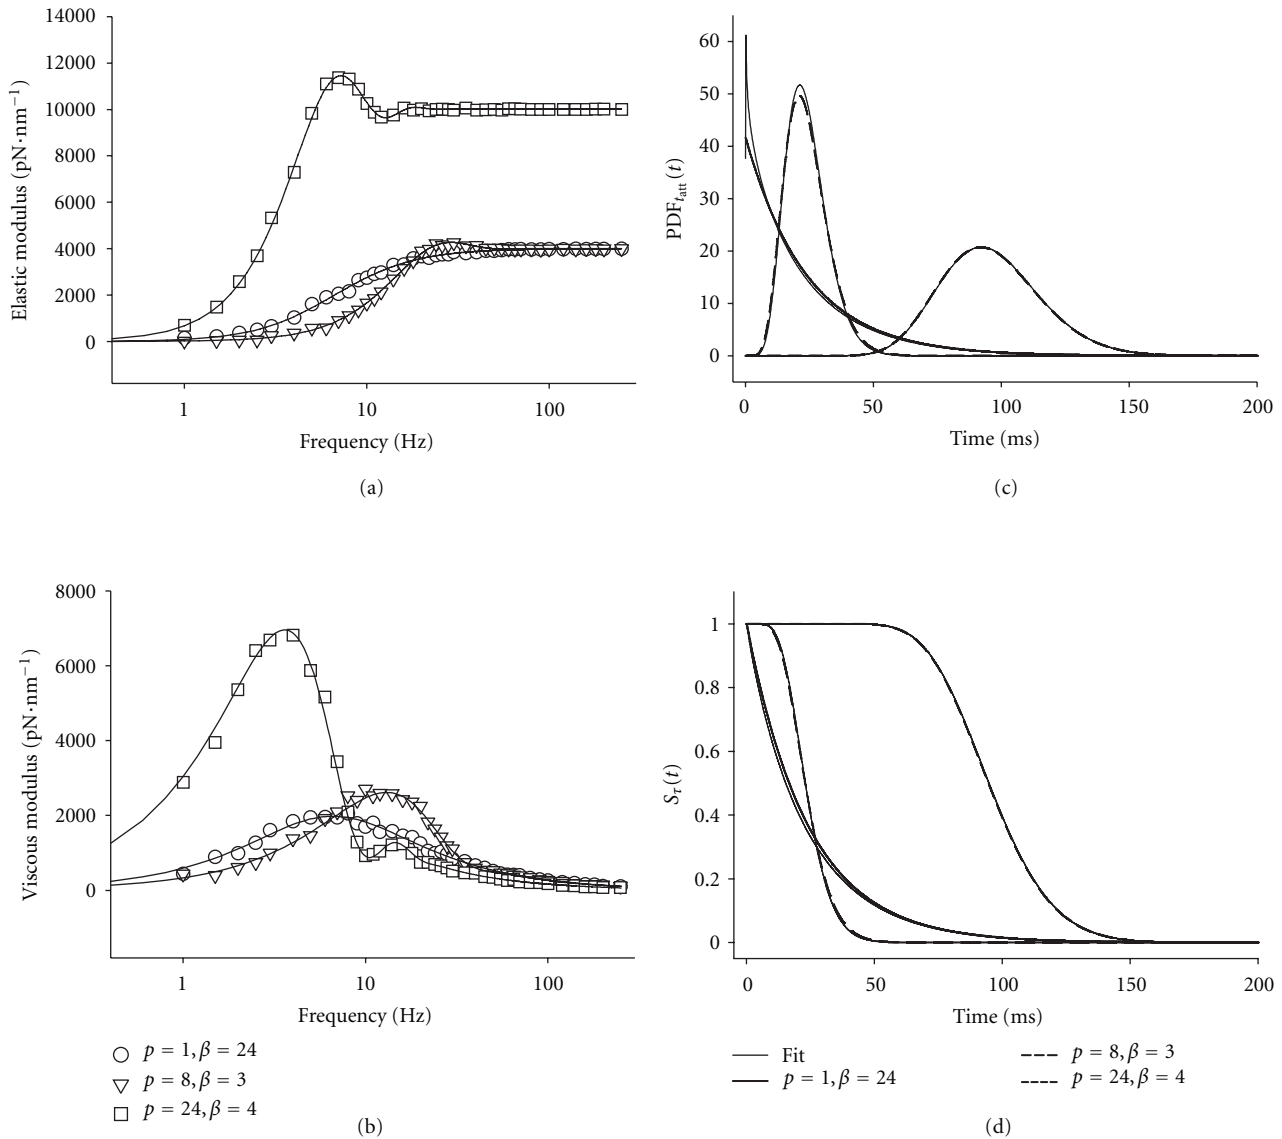 14000
12000
10000
8000
6000
4000
2000
0
Elastic modulus (pN·nm⁻¹)
1
10
100
Frequency (Hz)
(a)
60
50
40
30
20
10
0
PDF_{t_att}(t)
0
50
100
150
200
Time (ms)
(c)
8000
6000
4000
2000
0
Viscous modulus (pN·nm⁻¹)
1
10
100
Frequency (Hz)
p = 1, β = 24
p = 8, β = 3
p = 24, β = 4
(b)
1
0.8
0.6
0.4
0.2
0
S_τ(t)
0
50
100
150
200
Time (ms)
Fit
p = 1, β = 24
p = 8, β = 3
p = 24, β = 4
(d)